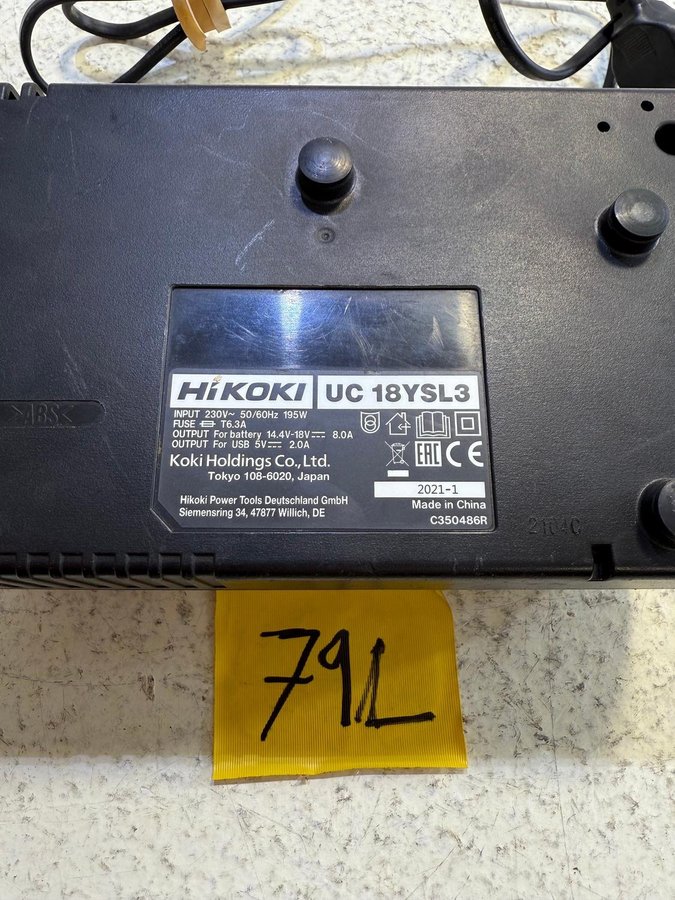 HiKOKI UC 18YSL3
>ABS<
INPUT 230V~ 50/60Hz 195W
FUSE T6.3A
OUTPUT For battery 14.4V-18V⎓ 8.0A
OUTPUT For USB 5V⎓ 2.0A
Koki Holdings Co., Ltd.
Tokyo 108-6020, Japan
EAC CE
2021-1
Hikoki Power Tools Deutschland GmbH
Siemensring 34, 47877 Willich, DE
Made in China
C350486R
2104C
79L